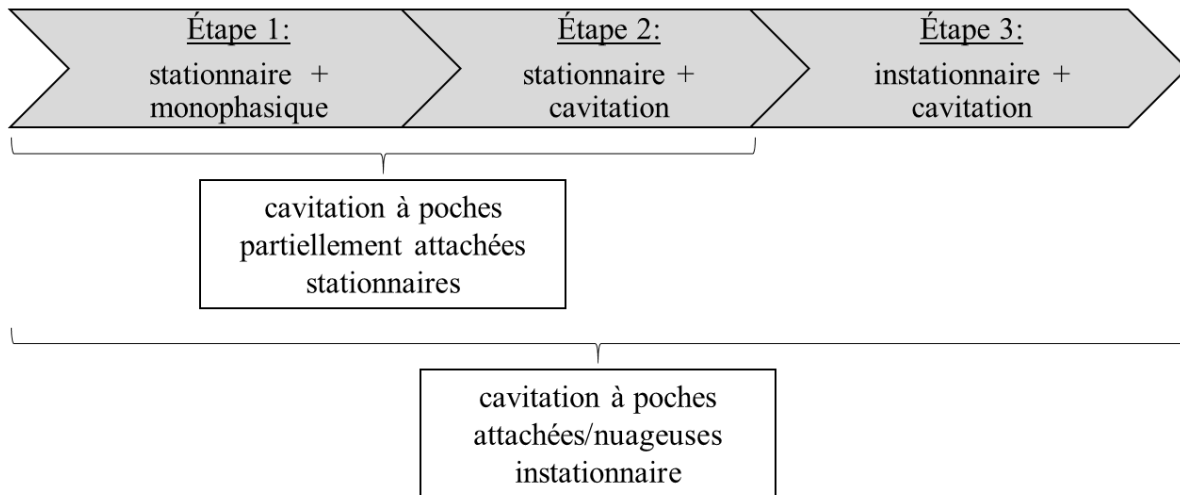 Étape 1:
stationnaire +
monophasique
Étape 2:
stationnaire +
cavitation
Étape 3:
instationnaire +
cavitation
cavitation à poches
partiellement attachées
stationnaires
cavitation à poches
attachées/nuageuses
instationnaire